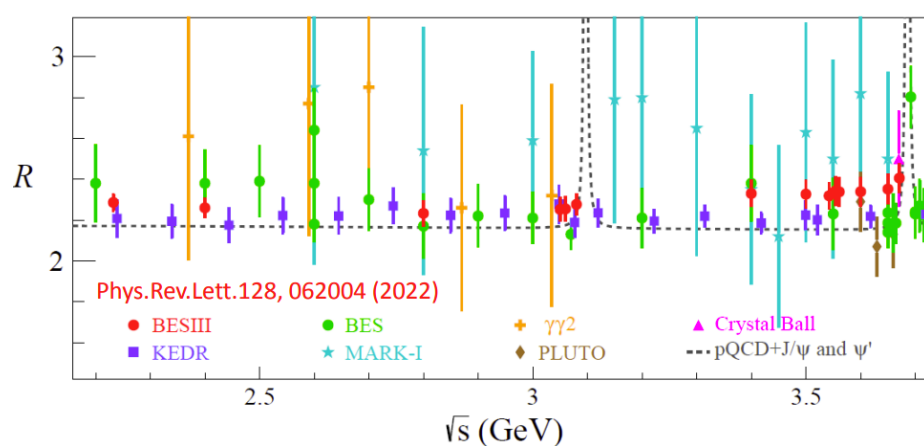 3
R
2
Phys.Rev.Lett.128, 062004 (2022)
BESIII BES γγ2 Crystal Ball
KEDR MARK-I PLUTO pQCD+J/ψ and ψ'
2.5 3 3.5
√s (GeV)